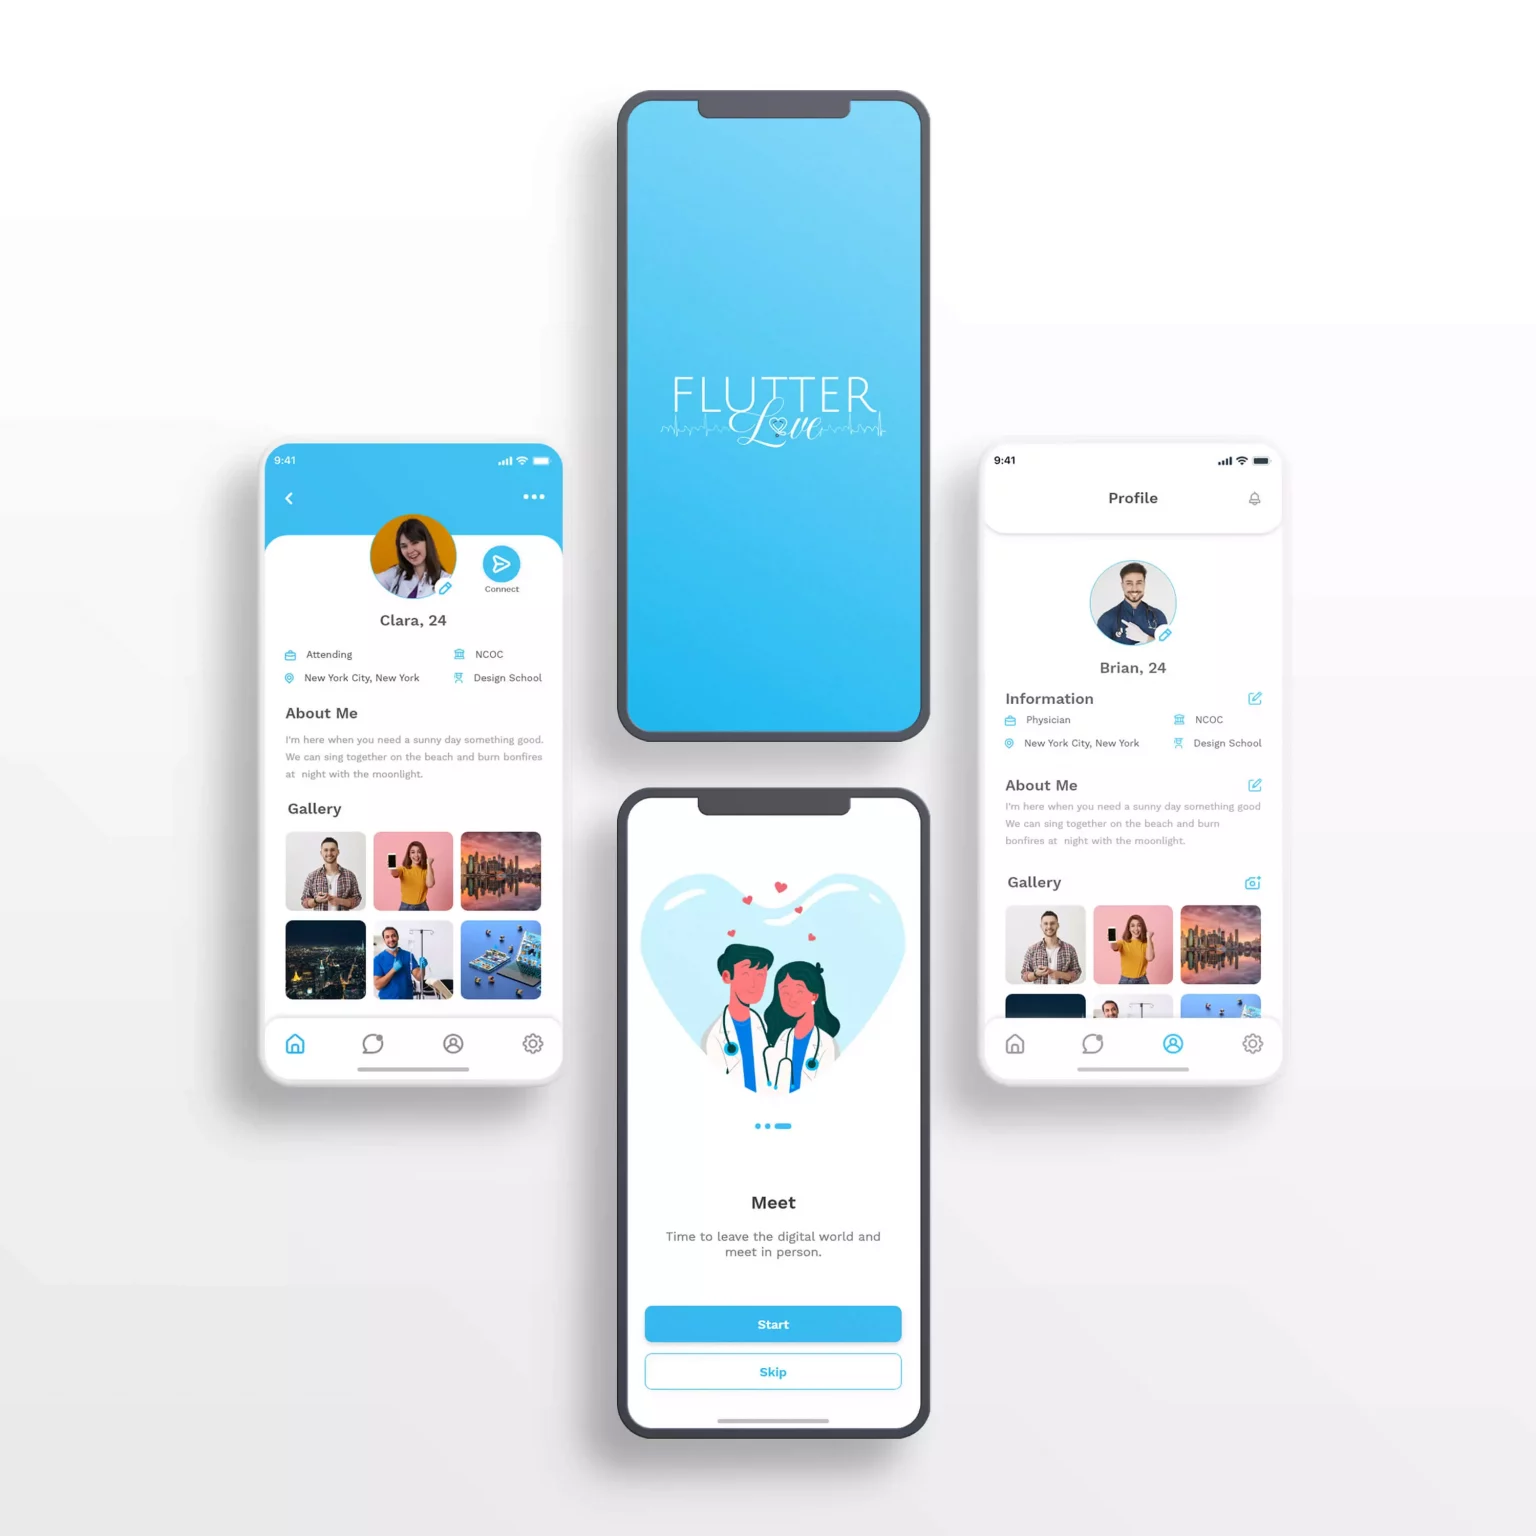 FLUTTER
Love
9:41
Connect
Clara, 24
Attending
NCOC
New York City, New York
Design School
About Me
I'm here when you need a sunny day something good.
We can sing together on the beach and burn bonfires
at night with the moonlight.
Gallery
Meet
Time to leave the digital world and
meet in person.
Start
Skip
9:41
Profile
Brian, 24
Information
Physician
NCOC
New York City, New York
Design School
About Me
I'm here when you need a sunny day something good
We can sing together on the beach and burn
bonfires at night with the moonlight.
Gallery